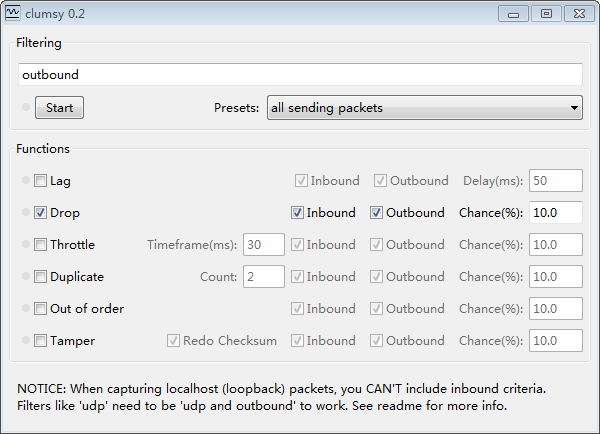 clumsy 0.2
Filtering
outbound
Start Presets: all sending packets
Functions
Lag Inbound Outbound Delay(ms): 50
Drop Inbound Outbound Chance(%): 10.0
Throttle Timeframe(ms): 30 Inbound Outbound Chance(%): 10.0
Duplicate Count: 2 Inbound Outbound Chance(%): 10.0
Out of order Inbound Outbound Chance(%): 10.0
Tamper Redo Checksum Inbound Outbound Chance(%): 10.0
NOTICE: When capturing localhost (loopback) packets, you CAN'T include inbound criteria.
Filters like 'udp' need to be 'udp and outbound' to work. See readme for more info.